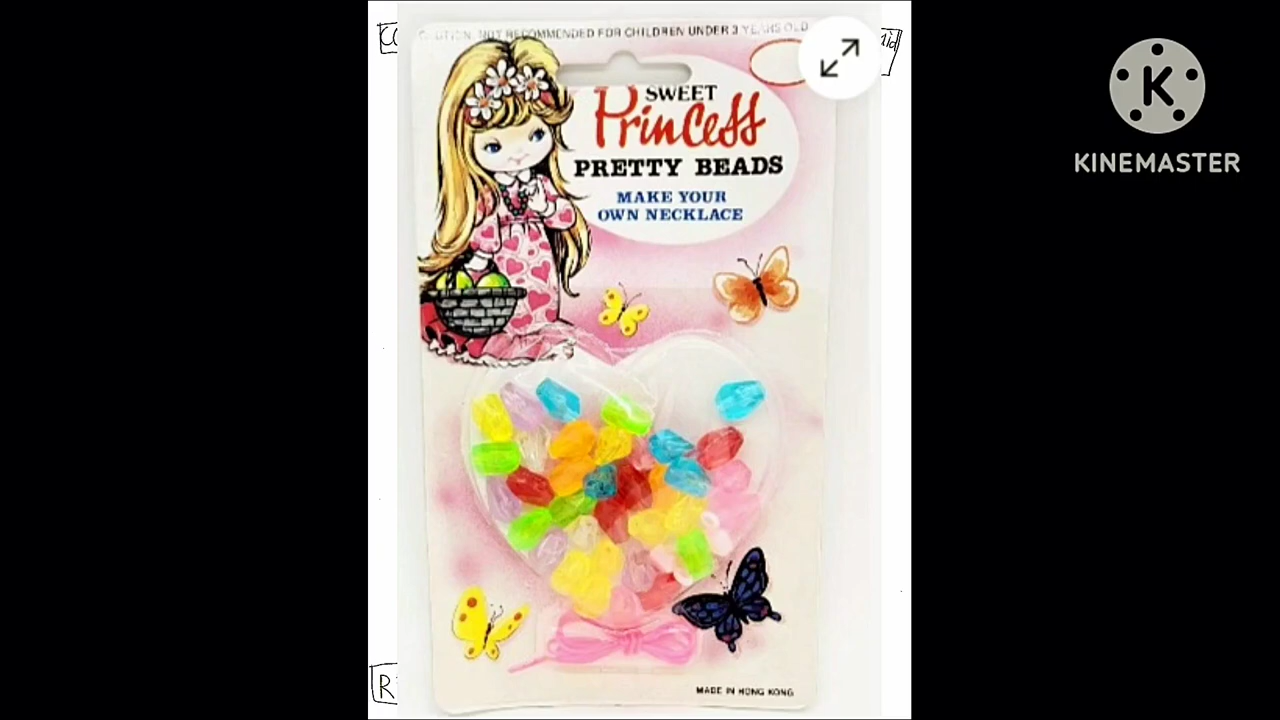 CAUTION, NOT RECOMMENDED FOR CHILDREN UNDER 3 YEARS OLD
SWEET
Princess
PRETTY BEADS
MAKE YOUR
OWN NECKLACE
MADE IN HONG KONG
R
K
KINEMASTER